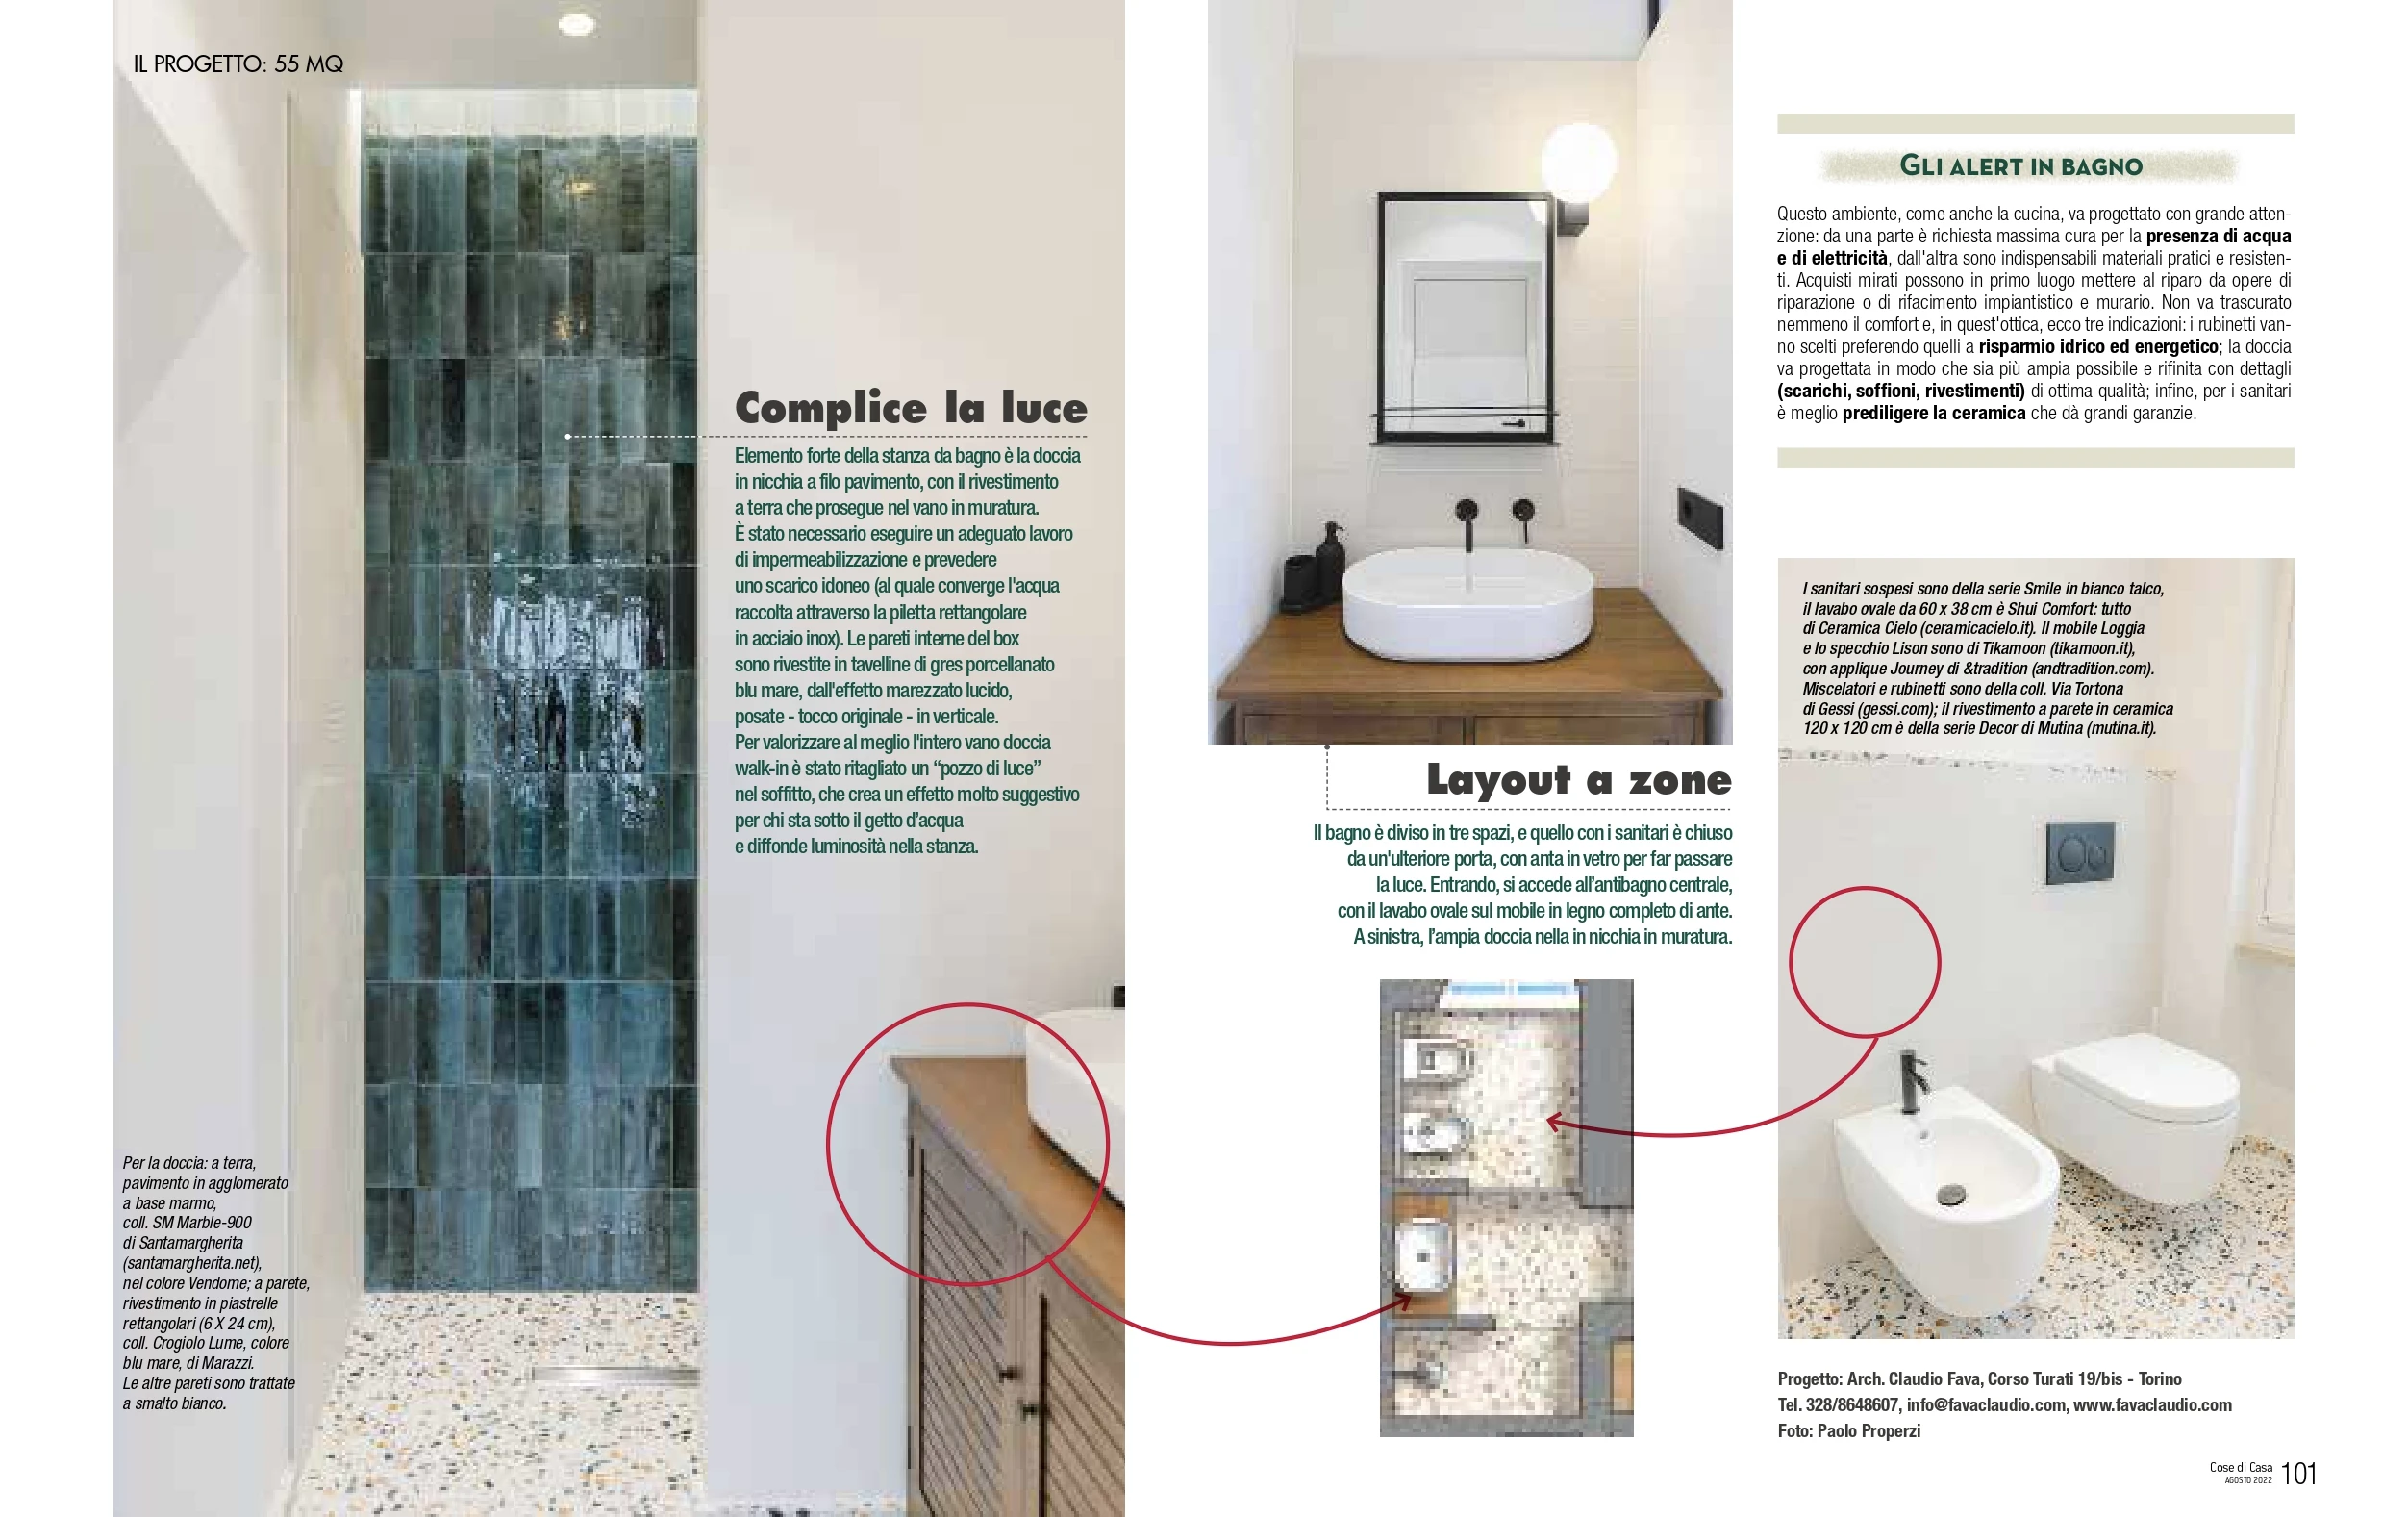 IL PROGETTO: 55 MQ
Complice la luce
Elemento forte della stanza da bagno è la doccia
in nicchia a filo pavimento, con il rivestimento
a terra che prosegue nel vano in muratura.
È stato necessario eseguire un adeguato lavoro
di impermeabilizzazione e prevedere
uno scarico idoneo (al quale converge l'acqua
raccolta attraverso la piletta rettangolare
in acciaio inox). Le pareti interne del box
sono rivestite in tavelline di gres porcellanato
blu mare, dall'effetto marezzato lucido,
posate - tocco originale - in verticale.
Per valorizzare al meglio l'intero vano doccia
walk-in è stato ritagliato un “pozzo di luce”
nel soffitto, che crea un effetto molto suggestivo
per chi sta sotto il getto d’acqua
e diffonde luminosità nella stanza.
Per la doccia: a terra,
pavimento in agglomerato
a base marmo,
coll. SM Marble-900
di Santamargherita
(santamargherita.net),
nel colore Vendome; a parete,
rivestimento in piastrelle
rettangolari (6 X 24 cm),
coll. Crogiolo Lume, colore
blu mare, di Marazzi.
Le altre pareti sono trattate
a smalto bianco.
Layout a zone
Il bagno è diviso in tre spazi, e quello con i sanitari è chiuso
da un'ulteriore porta, con anta in vetro per far passare
la luce. Entrando, si accede all’antibagno centrale,
con il lavabo ovale sul mobile in legno completo di ante.
A sinistra, l’ampia doccia nella in nicchia in muratura.
GLI ALERT IN BAGNO
Questo ambiente, come anche la cucina, va progettato con grande atten-
zione: da una parte è richiesta massima cura per la presenza di acqua
e di elettricità, dall'altra sono indispensabili materiali pratici e resisten-
ti. Acquisti mirati possono in primo luogo mettere al riparo da opere di
riparazione o di rifacimento impiantistico e murario. Non va trascurato
nemmeno il comfort e, in quest'ottica, ecco tre indicazioni: i rubinetti van-
no scelti preferendo quelli a risparmio idrico ed energetico; la doccia
va progettata in modo che sia più ampia possibile e rifinita con dettagli
(scarichi, soffioni, rivestimenti) di ottima qualità; infine, per i sanitari
è meglio prediligere la ceramica che dà grandi garanzie.
I sanitari sospesi sono della serie Smile in bianco talco,
il lavabo ovale da 60 x 38 cm è Shui Comfort: tutto
di Ceramica Cielo (ceramicacielo.it). Il mobile Loggia
e lo specchio Lison sono di Tikamoon (tikamoon.it),
con applique Journey di &tradition (andtradition.com).
Miscelatori e rubinetti sono della coll. Via Tortona
di Gessi (gessi.com); il rivestimento a parete in ceramica
120 x 120 cm è della serie Decor di Mutina (mutina.it).
Progetto: Arch. Claudio Fava, Corso Turati 19/bis - Torino
Tel. 328/8648607, info@favaclaudio.com, www.favaclaudio.com
Foto: Paolo Properzi
Cose di Casa
AGOSTO 2022
101